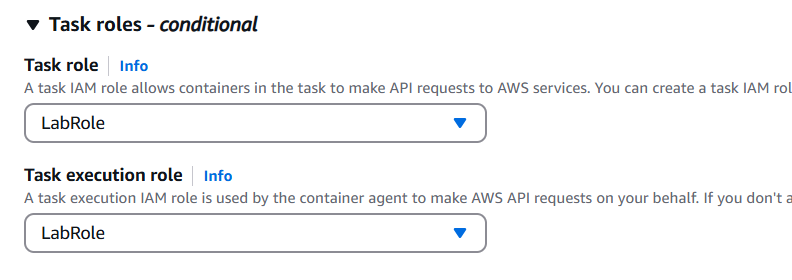 Task roles - conditional
Task role Info
A task IAM role allows containers in the task to make API requests to AWS services. You can create a task IAM
LabRole
Task execution role Info
A task execution IAM role is used by the container agent to make AWS API requests on your behalf. If you don't
LabRole